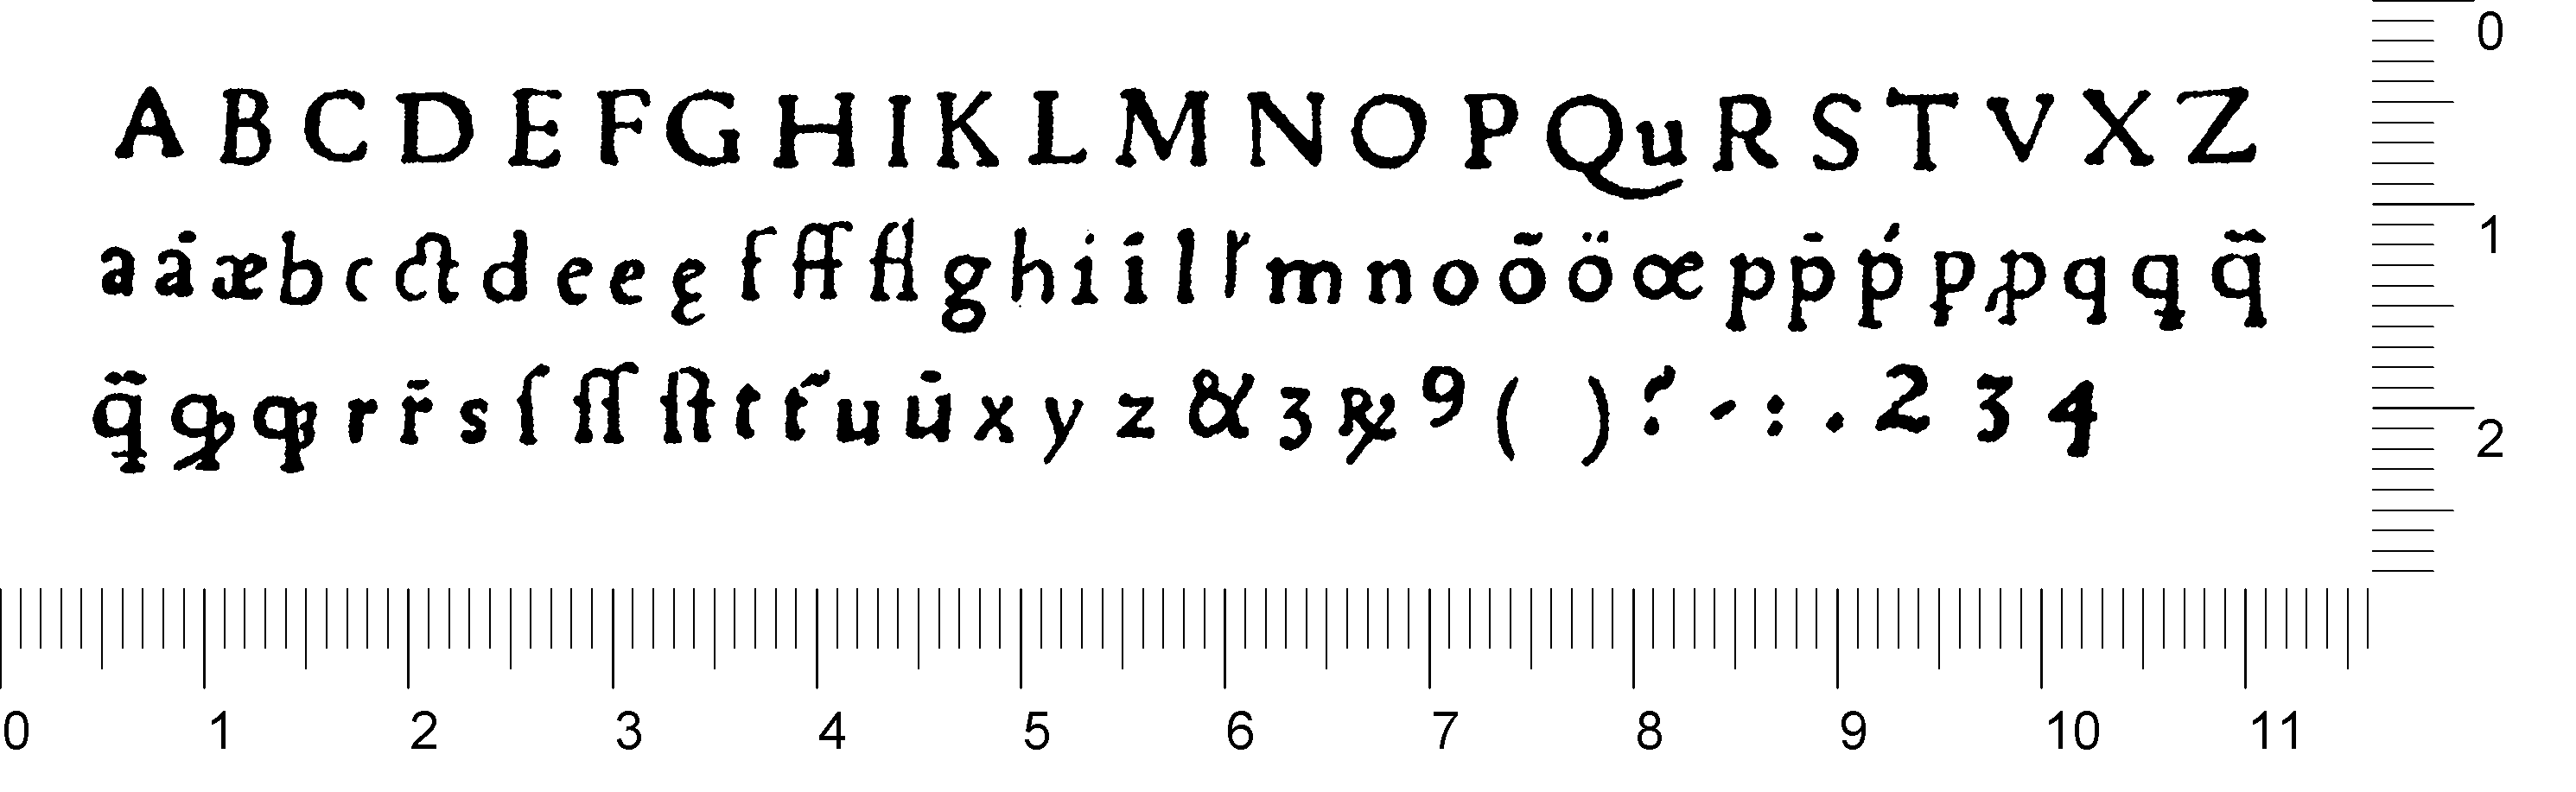 A B C D E F G H I K L M N O P Qu R S T V X Z
a ā æ b c ct d e e ę f ff fl g h i ī l ľ m n o õ ö œ p p̄ ṕ ꝑ ꝓ q ꝗ q̃
ꝗ̃ ꝙ ꝗꝑ r r̄ s ſ ſſ ſt t t̃ u ū x y z & ꝫ ꝶ ꝯ ( ) ? - : . 2 3 4
0
1
2
0 1 2 3 4 5 6 7 8 9 10 11